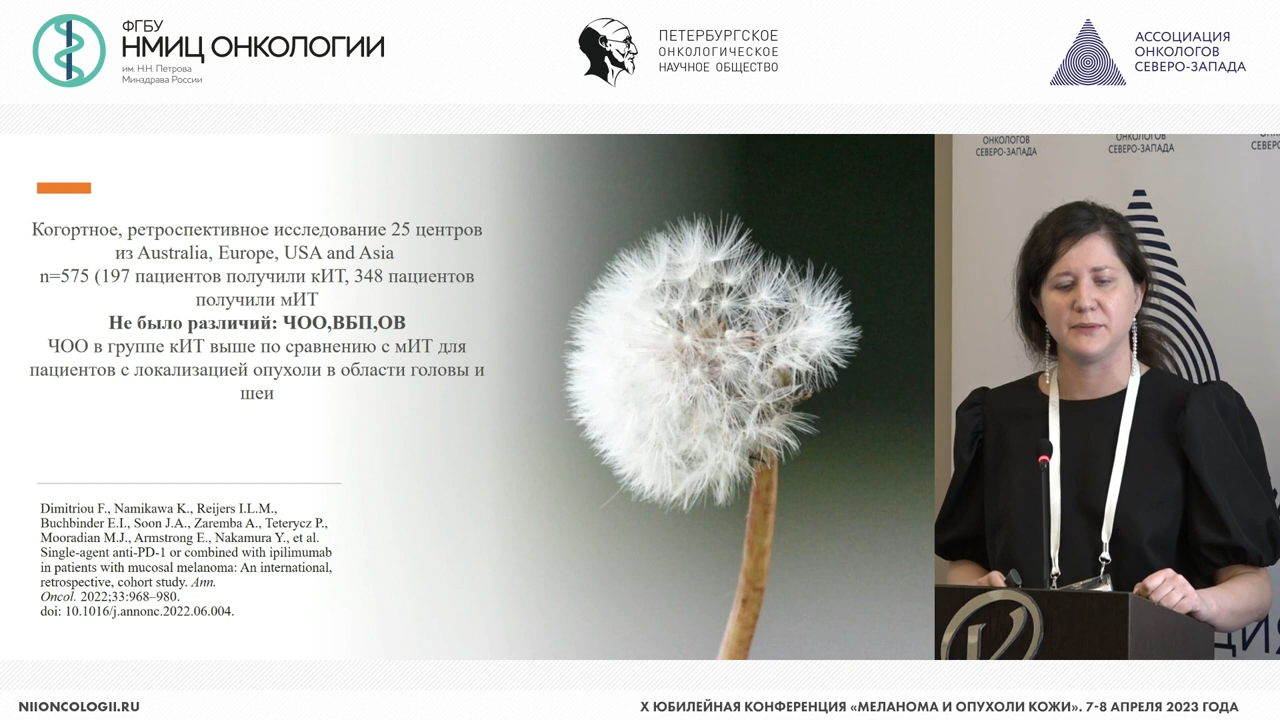 ФГБУ
НМИЦ ОНКОЛОГИИ
им. Н.Н. Петрова
Минздрава России
ПЕТЕРБУРГСКОЕ
ОНКОЛОГИЧЕСКОЕ
НАУЧНОЕ ОБЩЕСТВО
АССОЦИАЦИЯ
ОНКОЛОГОВ
СЕВЕРО-ЗАПАДА
Когортное, ретроспективное исследование 25 центров
из Australia, Europe, USA and Asia
n=575 (197 пациентов получили кИТ, 348 пациентов
получили мИТ
Не было различий: ЧОО,ВБП,ОВ
ЧОО в группе кИТ выше по сравнению с мИТ для
пациентов с локализацией опухоли в области головы и
шеи
Dimitriou F., Namikawa K., Reijers I.L.M.,
Buchbinder E.I., Soon J.A., Zaremba A., Teterycz P.,
Mooradian M.J., Armstrong E., Nakamura Y., et al.
Single-agent anti-PD-1 or combined with ipilimumab
in patients with mucosal melanoma: An international,
retrospective, cohort study. Ann.
Oncol. 2022;33:968–980.
doi: 10.1016/j.annonc.2022.06.004.
ОНКОЛОГОВ
СЕВЕРО-ЗАПАДА
ОНКОЛОГОВ
СЕВЕРО-ЗАПАДА
NIIONCOLOGII.RU
X ЮБИЛЕЙНАЯ КОНФЕРЕНЦИЯ «МЕЛАНОМА И ОПУХОЛИ КОЖИ». 7-8 АПРЕЛЯ 2023 ГОДА